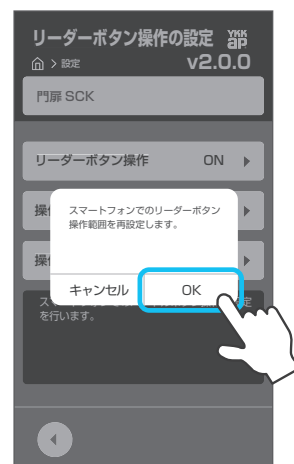 リーダーボタン操作の設定 YKK ap
設定 v2.0.0
門扉 SCK
リーダーボタン操作 ON
操
スマートフォンでのリーダーボタン
操作範囲を再設定します。
操
キャンセル OK
ス
定
を行います。